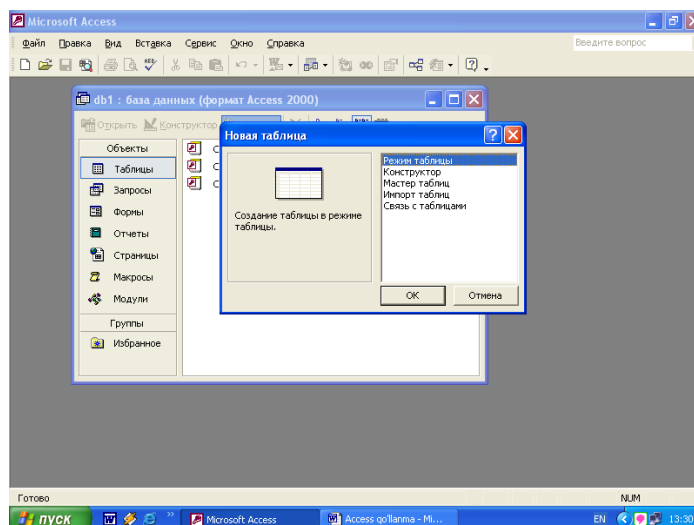 Microsoft Access
Файл Правка Вид Вставка Сервис Окно Справка
Введите вопрос
db1 : база данных (формат Access 2000)
Открыть Конструктор
Новая таблица
Объекты
Таблицы
Запросы
Формы
Отчеты
Страницы
Макросы
Модули
Группы
Избранное
Создание таблицы в режиме
таблицы.
Режим таблицы
Конструктор
Мастер таблиц
Импорт таблиц
Связь с таблицами
ОК Отмена
Готово
NUM
пуск
Microsoft Access
Access qo'llanma - Mi...
EN
13:30